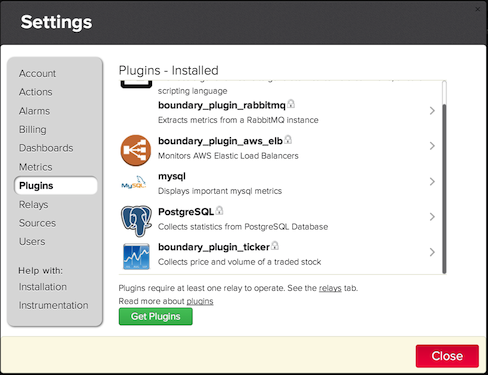 Settings
Account
Actions
Alarms
Billing
Dashboards
Metrics
Plugins
Relays
Sources
Users
Help with:
Installation
Instrumentation
Plugins - Installed
scripting language
boundary_plugin_rabbitmq
Extracts metrics from a RabbitMQ instance
boundary_plugin_aws_elb
Monitors AWS Elastic Load Balancers
MySQL
mysql
Displays important mysql metrics
PostgreSQL
Collects statistics from PostgreSQL Database
boundary_plugin_ticker
Collects price and volume of a traded stock
Plugins require at least one relay to operate. See the relays tab.
Read more about plugins
Get Plugins
Close